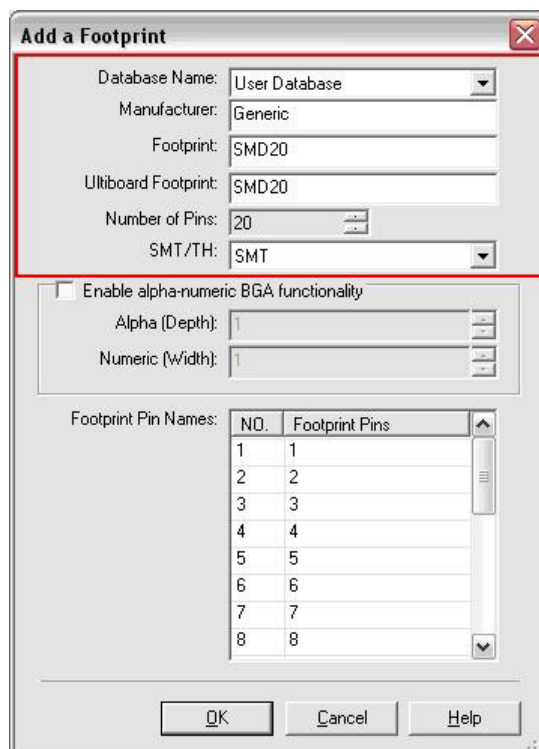 Add a Footprint
Database Name: User Database
Manufacturer: Generic
Footprint: SMD20
Ultiboard Footprint: SMD20
Number of Pins: 20
SMT/TH: SMT
Enable alpha-numeric BGA functionality
Alpha (Depth): 1
Numeric (Width): 1
Footprint Pin Names:
NO. Footprint Pins
1 1
2 2
3 3
4 4
5 5
6 6
7 7
8 8
OK Cancel Help